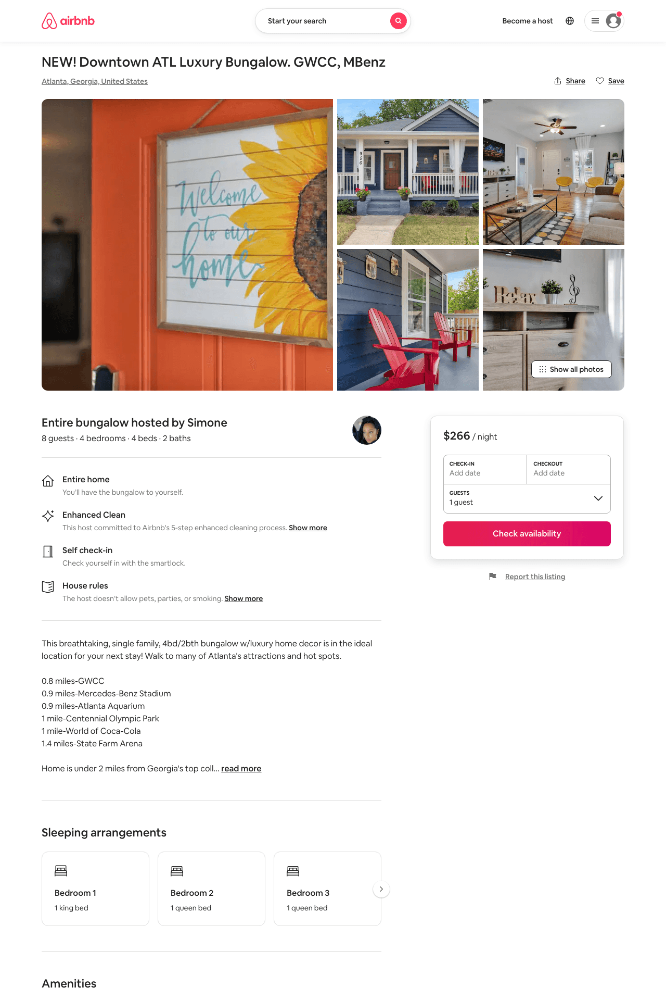 airbnb
Start your search
Become a host
NEW! Downtown ATL Luxury Bungalow. GWCC, MBenz
Atlanta, Georgia, United States
Share
Save
Welcome
to our
home
956
Relax
Show all photos
Entire bungalow hosted by Simone
8 guests · 4 bedrooms · 4 beds · 2 baths
Entire home
You’ll have the bungalow to yourself.
Enhanced Clean
This host committed to Airbnb's 5-step enhanced cleaning process. Show more
Self check-in
Check yourself in with the smartlock.
House rules
The host doesn’t allow pets, parties, or smoking. Show more
$266 / night
CHECK-IN
Add date
CHECKOUT
Add date
GUESTS
1 guest
Check availability
Report this listing
This breathtaking, single family, 4bd/2bth bungalow w/luxury home decor is in the ideal
location for your next stay! Walk to many of Atlanta's attractions and hot spots.
0.8 miles-GWCC
0.9 miles-Mercedes-Benz Stadium
0.9 miles-Atlanta Aquarium
1 mile-Centennial Olympic Park
1 mile-World of Coca-Cola
1.4 miles-State Farm Arena
Home is under 2 miles from Georgia's top coll... read more
Sleeping arrangements
Bedroom 1
1 king bed
Bedroom 2
1 queen bed
Bedroom 3
1 queen bed
Amenities